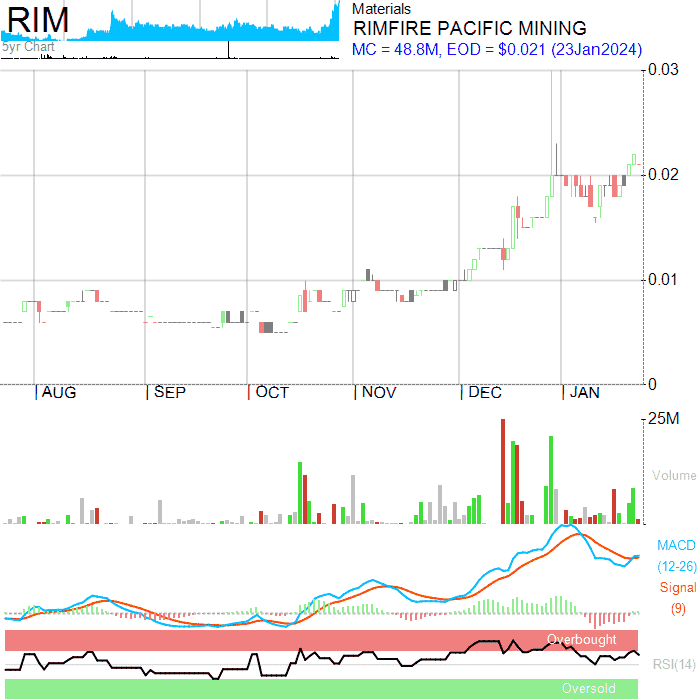 RIM
5yr Chart
Materials
RIMFIRE PACIFIC MINING
MC = 48.8M, EOD = $0.021 (23Jan2024)
0.03
0.02
0.01
0
AUG SEP OCT NOV DEC JAN
25M
Volume
MACD
(12-26)
Signal
(9)
Overbought
RSI(14)
Oversold